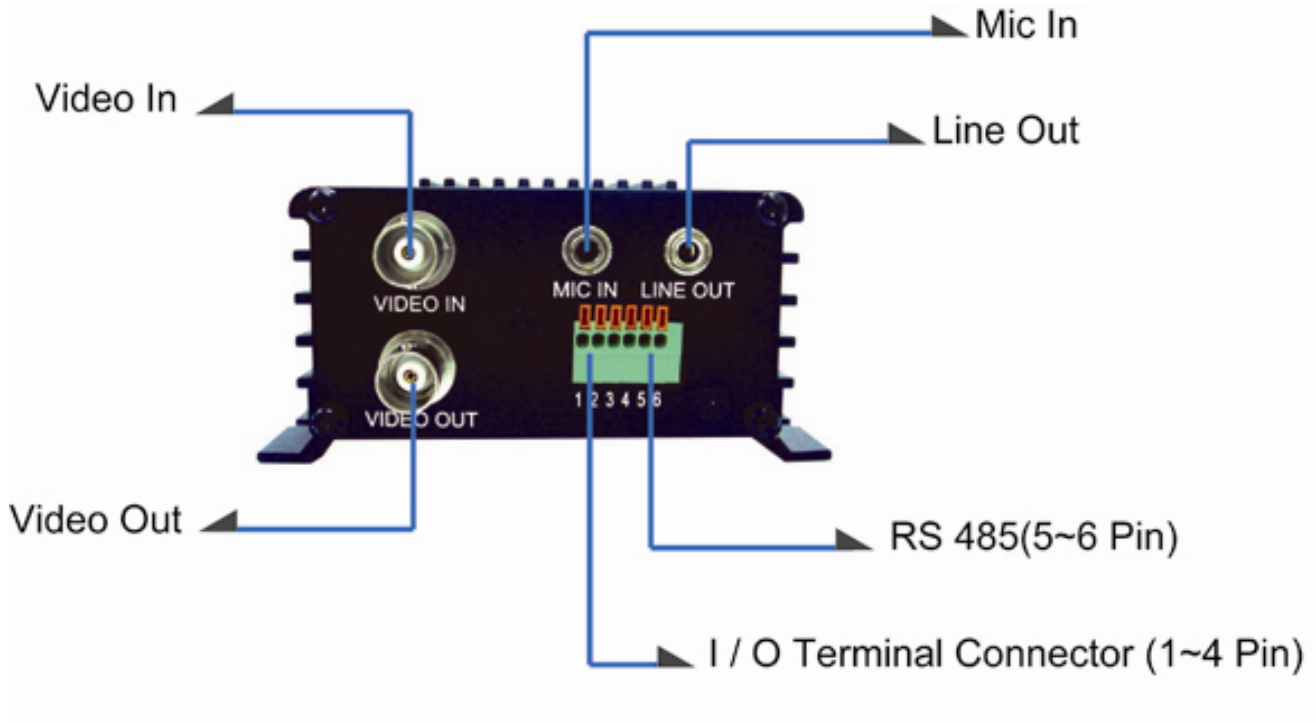 Mic In
Video In
Line Out
VIDEO IN
MIC IN LINE OUT
1 2 3 4 5 6
VIDEO OUT
Video Out
RS 485(5~6 Pin)
I / O Terminal Connector (1~4 Pin)